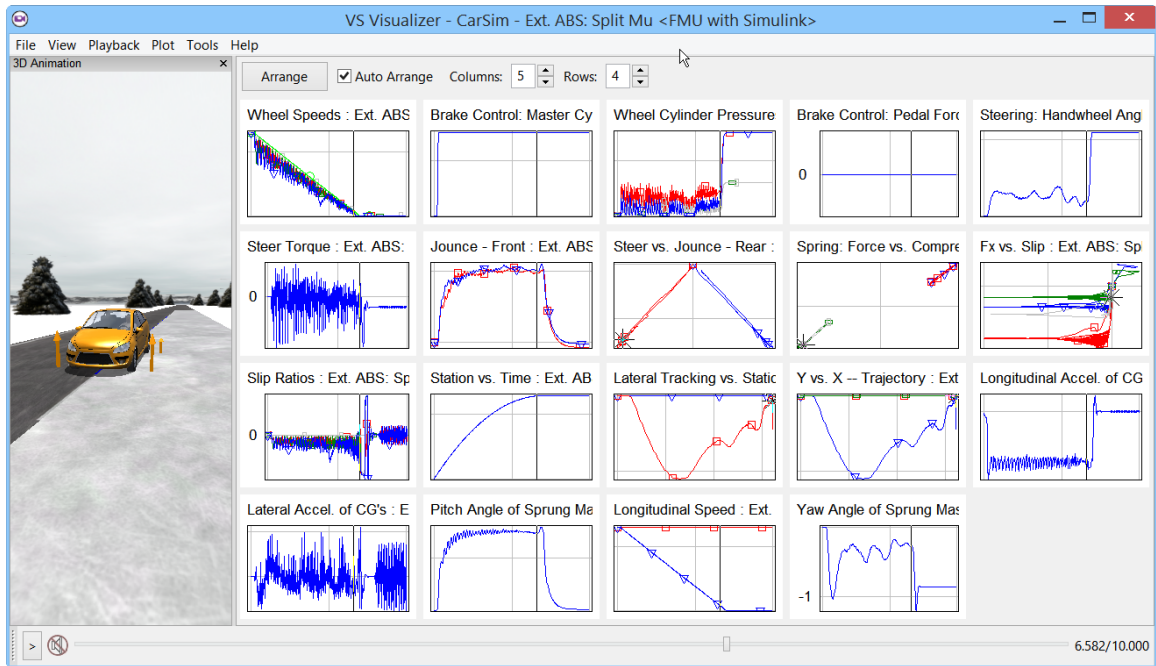 VS Visualizer - CarSim - Ext. ABS: Split Mu <FMU with Simulink>
File View Playback Plot Tools Help
3D Animation
Arrange Auto Arrange Columns: 5 Rows: 4
Wheel Speeds : Ext. ABS
Brake Control: Master Cy
Wheel Cylinder Pressure
Brake Control: Pedal Forc
0
Steering: Handwheel Ang
Steer Torque : Ext. ABS:
0
Jounce - Front : Ext. ABS
Steer vs. Jounce - Rear :
Spring: Force vs. Compre
Fx vs. Slip : Ext. ABS: Spl
Slip Ratios : Ext. ABS: Sp
0
Station vs. Time : Ext. AB
Lateral Tracking vs. Static
Y vs. X -- Trajectory : Ext
Longitudinal Accel. of CG
Lateral Accel. of CG's : E
Pitch Angle of Sprung Ma
Longitudinal Speed : Ext.
Yaw Angle of Sprung Mas
-1
6.582/10.000